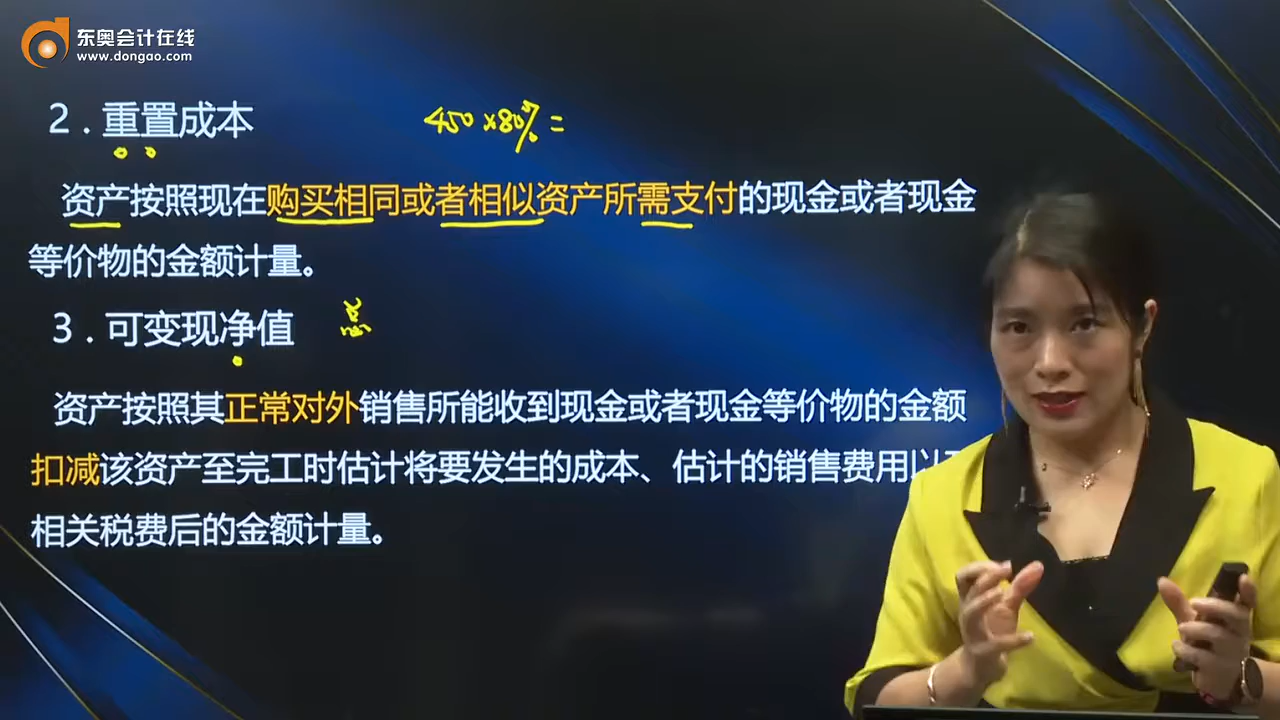 东奥会计在线
www.dongao.com
2．重置成本
450×80%=
资产按照现在购买相同或者相似资产所需支付的现金或者现金
等价物的金额计量。
3．可变现净值
资产按照其正常对外销售所能收到现金或者现金等价物的金额
扣减该资产至完工时估计将要发生的成本、估计的销售费用以
相关税费后的金额计量。